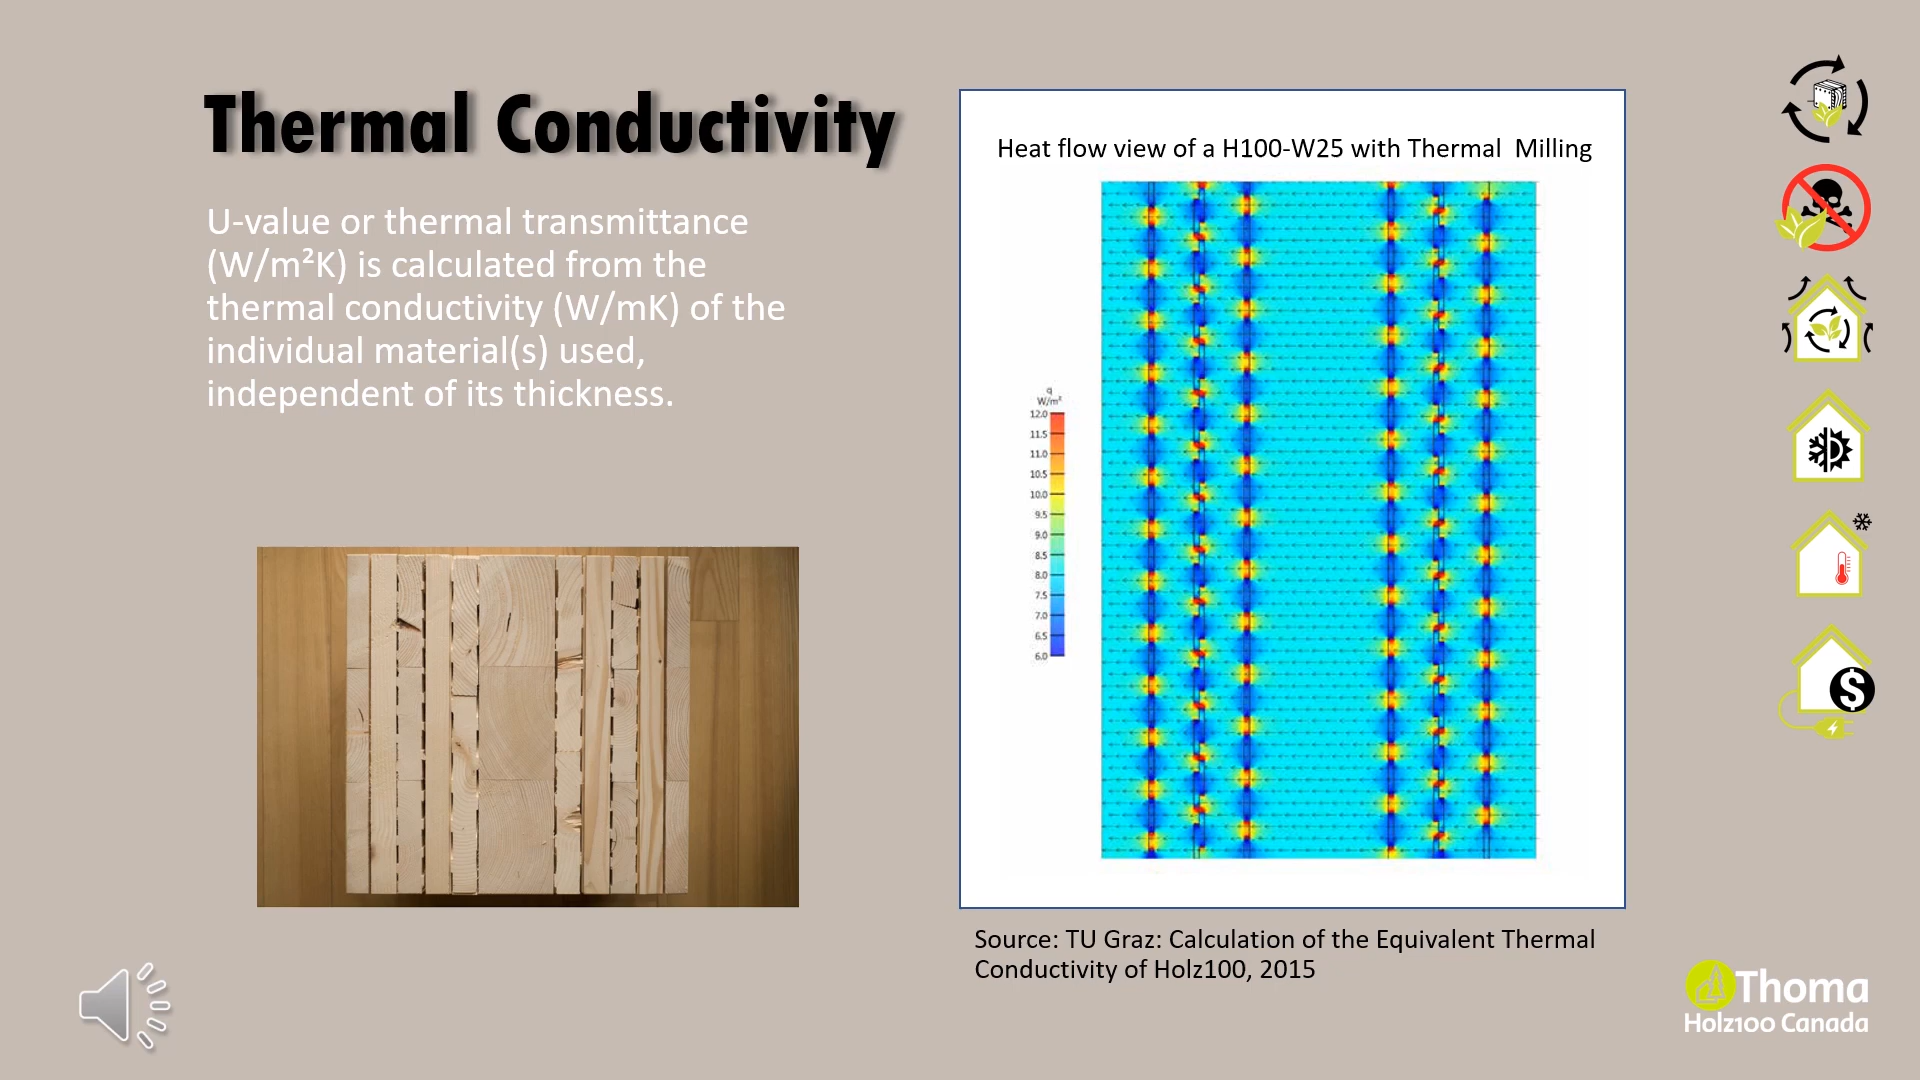 Thermal Conductivity
U-value or thermal transmittance
(W/m²K) is calculated from the
thermal conductivity (W/mK) of the
individual material(s) used,
independent of its thickness.
Heat flow view of a H100-W25 with Thermal  Milling
q
W/m²
12.0
11.5
11.0
10.5
10.0
9.5
9.0
8.5
8.0
7.5
7.0
6.5
6.0
Source: TU Graz: Calculation of the Equivalent Thermal
Conductivity of Holz100, 2015
$
Thoma
Holz100 Canada